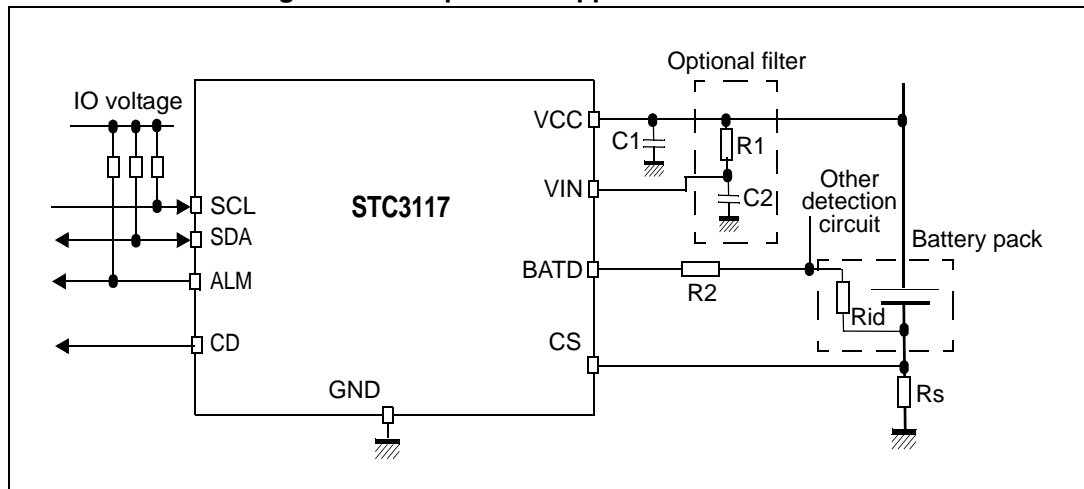 Optional filter
IO voltage
VCC
C1
R1
VIN
C2
STC3117
Other
detection
circuit
SCL
SDA
ALM
CD
BATD
R2
Battery pack
Rid
CS
GND
Rs